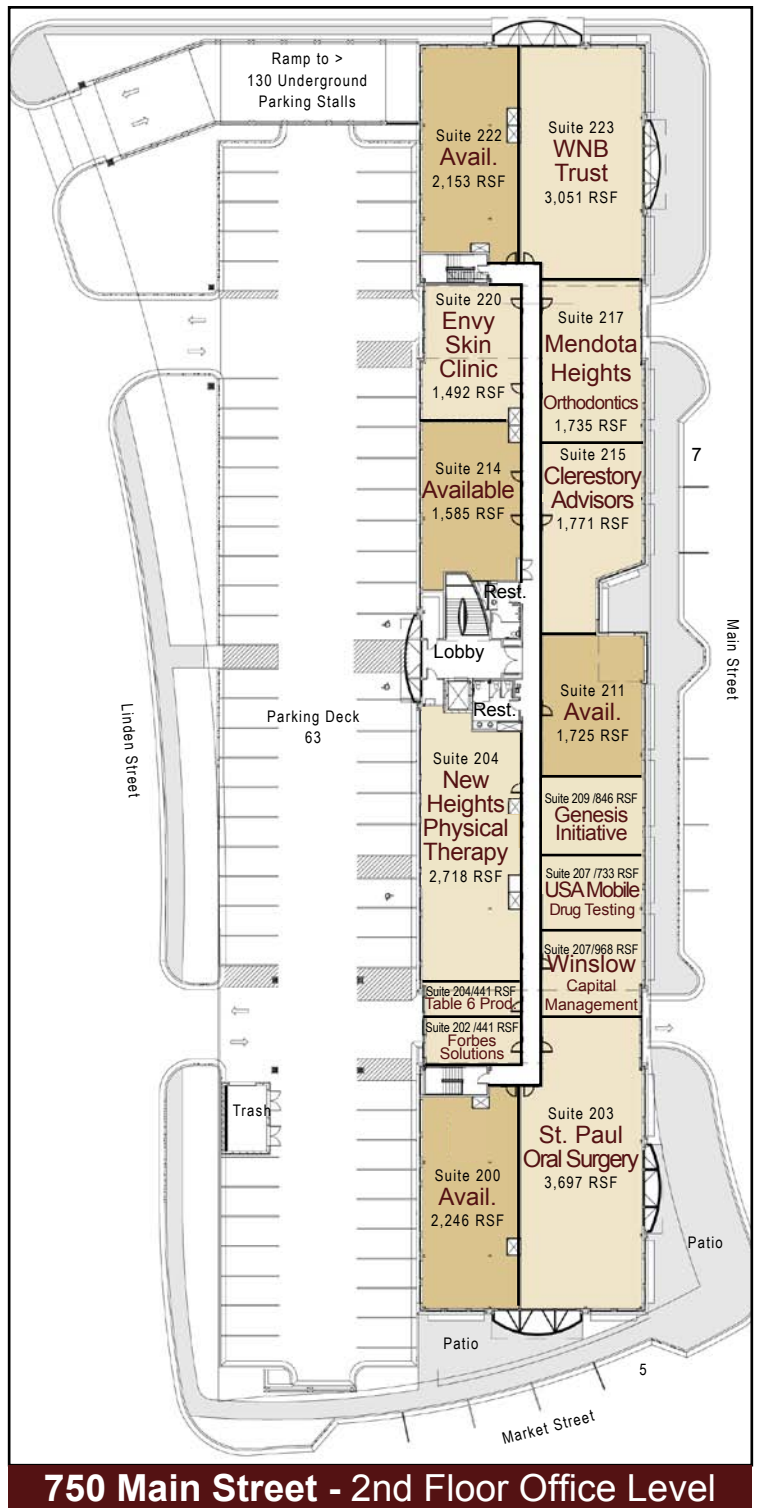 Ramp to >
130 Underground
Parking Stalls
Suite 222
Avail.
2,153 RSF
Suite 223
WNB
Trust
3,051 RSF
Suite 220
Envy
Skin
Clinic
1,492 RSF
Suite 217
Mendota
Heights
Orthodontics
1,735 RSF
Suite 214
Available
1,585 RSF
Suite 215
Clerestory
Advisors
1,771 RSF
7
Rest.
Lobby
Rest.
Main Street
Linden Street
Parking Deck
63
Suite 211
Avail.
1,725 RSF
Suite 204
New
Heights
Physical
Therapy
2,718 RSF
Suite 209 /846 RSF
Genesis
Initiative
Suite 207 /733 RSF
USA Mobile
Drug Testing
Suite 207/968 RSF
Winslow
Capital
Management
Suite 204/441 RSF
Table 6 Prod.
Suite 202 /441 RSF
Forbes
Solutions
Trash
Suite 203
St. Paul
Oral Surgery
3,697 RSF
Suite 200
Avail.
2,246 RSF
Patio
Patio
5
Market Street
750 Main Street - 2nd Floor Office Level